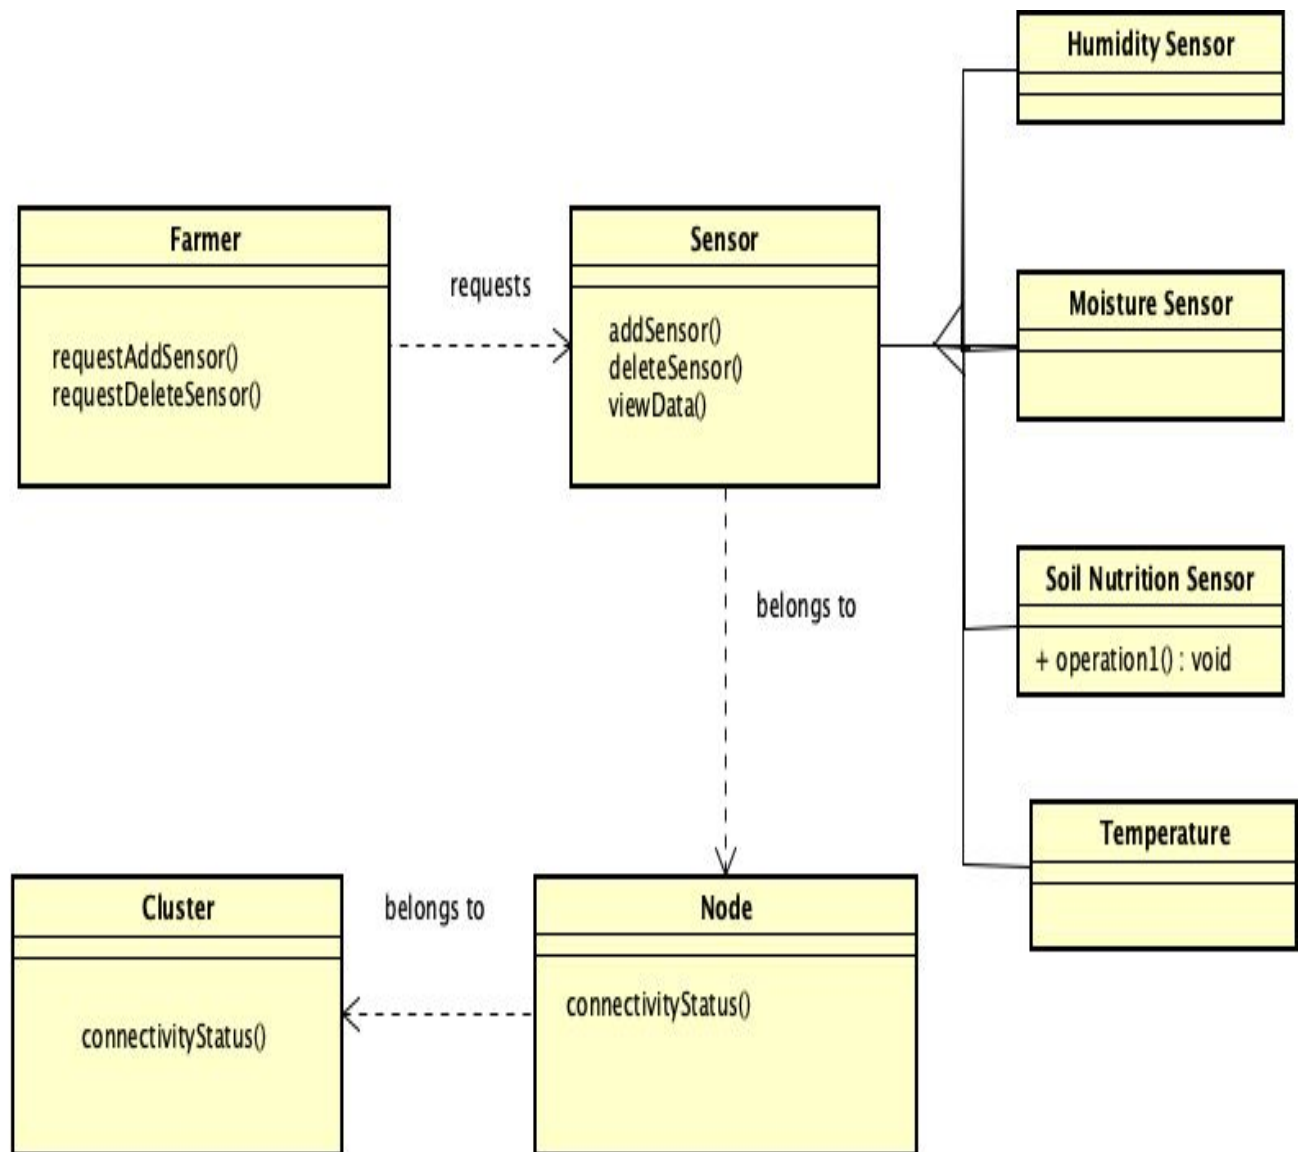 Humidity Sensor
Farmer
requests
requestAddSensor()
requestDeleteSensor()
Sensor
addSensor()
deleteSensor()
viewData()
Moisture Sensor
belongs to
Soil Nutrition Sensor
+ operation1() : void
Temperature
Cluster
connectivityStatus()
belongs to
Node
connectivityStatus()